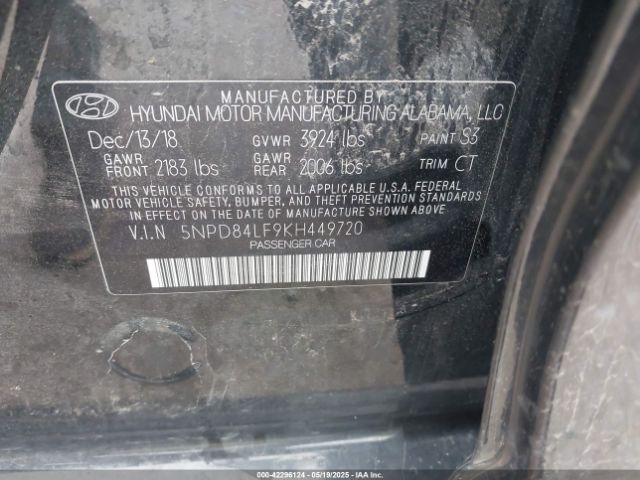 MANUFACTURED BY
HYUNDAI MOTOR MANUFACTURING ALABAMA, LLC
Dec/13/18 GVWR 3924 lbs PAINT S3
GAWR FRONT 2183 lbs GAWR REAR 2006 lbs TRIM CT
THIS VEHICLE CONFORMS TO ALL APPLICABLE U.S.A. FEDERAL
MOTOR VEHICLE SAFETY, BUMPER, AND THEFT PREVENTION STANDARDS
IN EFFECT ON THE DATE OF MANUFACTURE SHOWN ABOVE
V.I.N 5NPD84LF9KH449720
PASSENGER CAR
000-42296124 - 05/19/2025 - IAAI.COM